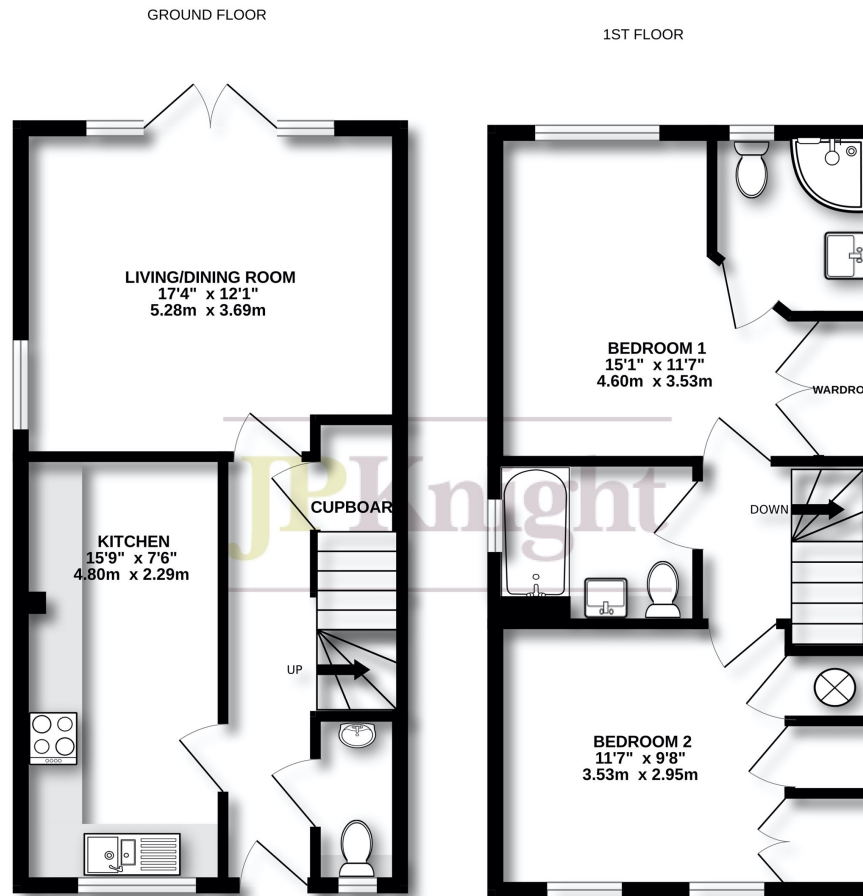 GROUND FLOOR
1ST FLOOR
LIVING/DINING ROOM
17'4" x 12'1"
5.28m x 3.69m
BEDROOM 1
15'1" x 11'7"
4.60m x 3.53m
WARDRO
JPKnight
CUPBOAR
DOWN
KITCHEN
15'9" x 7'6"
4.80m x 2.29m
UP
BEDROOM 2
11'7" x 9'8"
3.53m x 2.95m